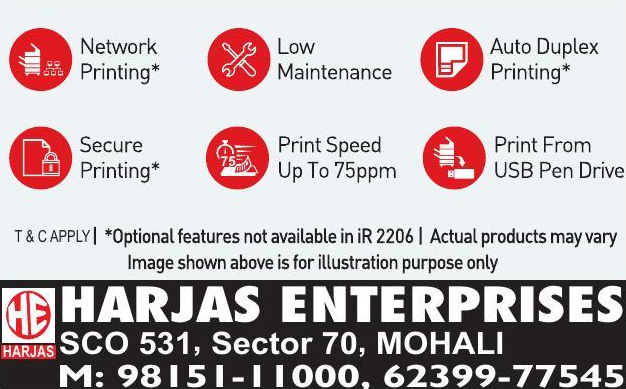 Network
Printing*
Low
Maintenance
Auto Duplex
Printing*
Secure
Printing*
75
Print Speed
Up To 75ppm
Print From
USB Pen Drive
T & C APPLY | *Optional features not available in iR 2206 | Actual products may vary
Image shown above is for illustration purpose only
HE
HARJAS
HARJAS ENTERPRISES
SCO 531, Sector 70, MOHALI
M: 98151-11000, 62399-77545